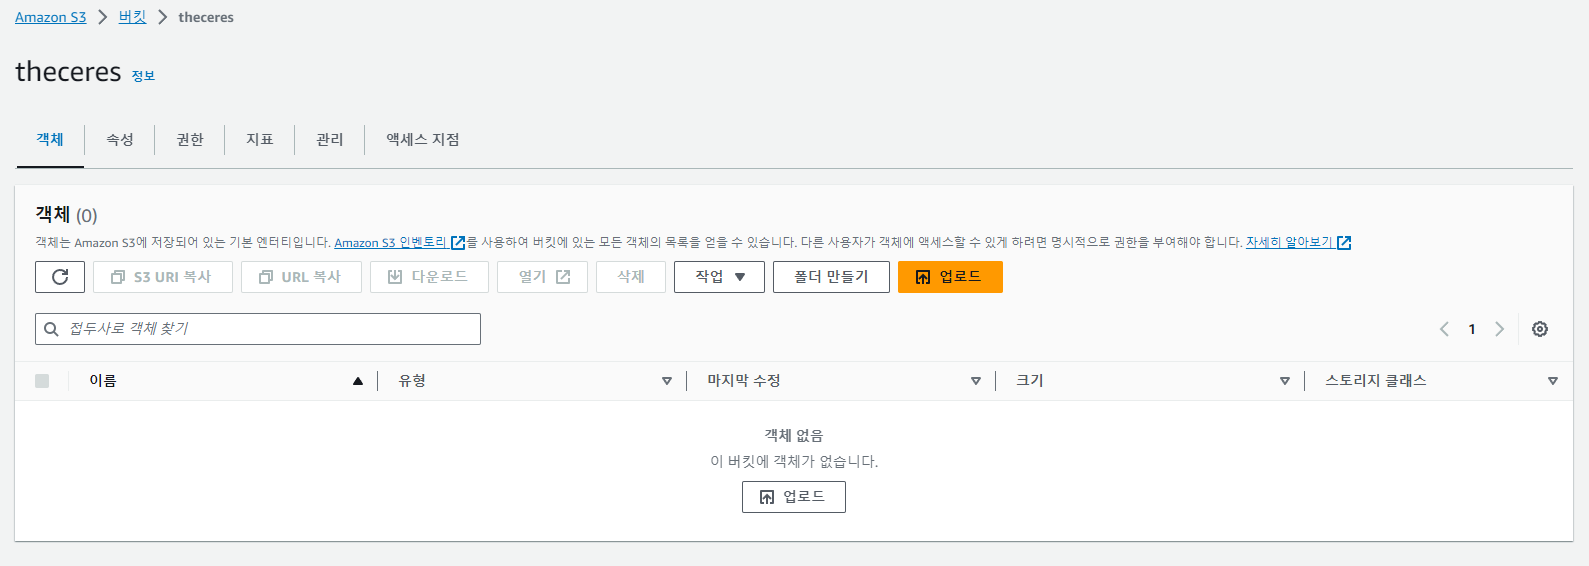 Amazon S3 > 버킷 > theceres
theceres 정보
객체 속성 권한 지표 관리 액세스 지점
객체 (0)
객체는 Amazon S3에 저장되어 있는 기본 엔터티입니다. Amazon S3 인벤토리를 사용하여 버킷에 있는 모든 객체의 목록을 얻을 수 있습니다. 다른 사용자가 객체에 액세스할 수 있게 하려면 명시적으로 권한을 부여해야 합니다. 자세히 알아보기
S3 URI 복사 URL 복사 다운로드 열기 삭제 작업 폴더 만들기 업로드
접두사로 객체 찾기 1
이름 유형 마지막 수정 크기 스토리지 클래스
객체 없음
이 버킷에 객체가 없습니다.
업로드